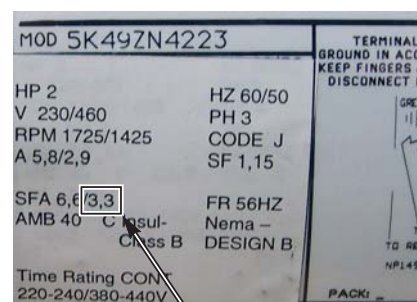 MOD 5K49ZN4223
HP 2
HZ 60/50
V 230/460
PH 3
RPM 1725/1425
CODE J
A 5,8/2,9
SF 1,15
SFA 6,6/3,3
FR 56HZ
AMB 40 C Insul-
Nema –
Class B
DESIGN B
Time Rating CONT
220-240/380-440V
TERMINAL
GROUND IN ACC
KEEP FINGERS
DISCONNECT
PACK: